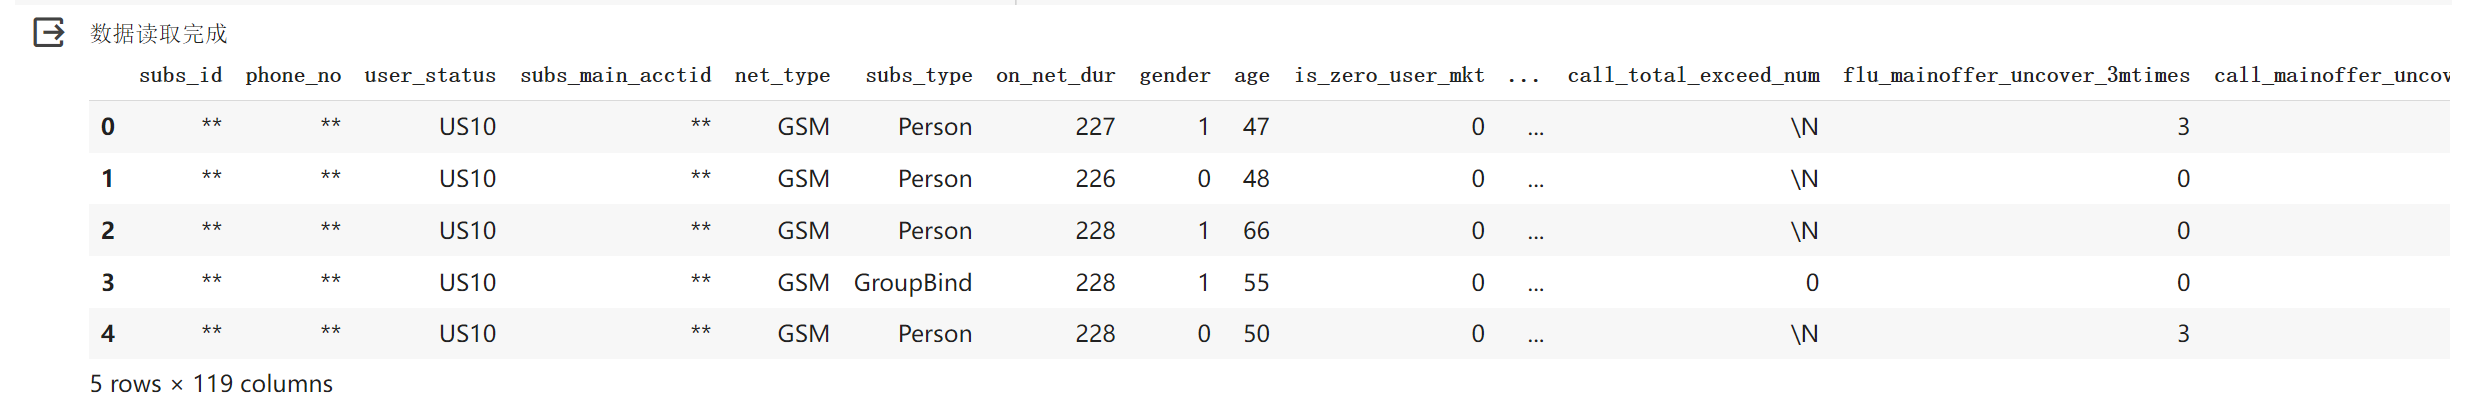 数据读取完成
subs_id phone_no user_status subs_main_acctid net_type subs_type on_net_dur gender age is_zero_user_mkt ... call_total_exceed_num flu_mainoffer_uncover_3mtimes call_mainoffer_uncov
0 ** ** US10 ** GSM Person 227 1 47 0 ... \N 3
1 ** ** US10 ** GSM Person 226 0 48 0 ... \N 0
2 ** ** US10 ** GSM Person 228 1 66 0 ... \N 0
3 ** ** US10 ** GSM GroupBind 228 1 55 0 ... 0 0
4 ** ** US10 ** GSM Person 228 0 50 0 ... \N 3
5 rows × 119 columns